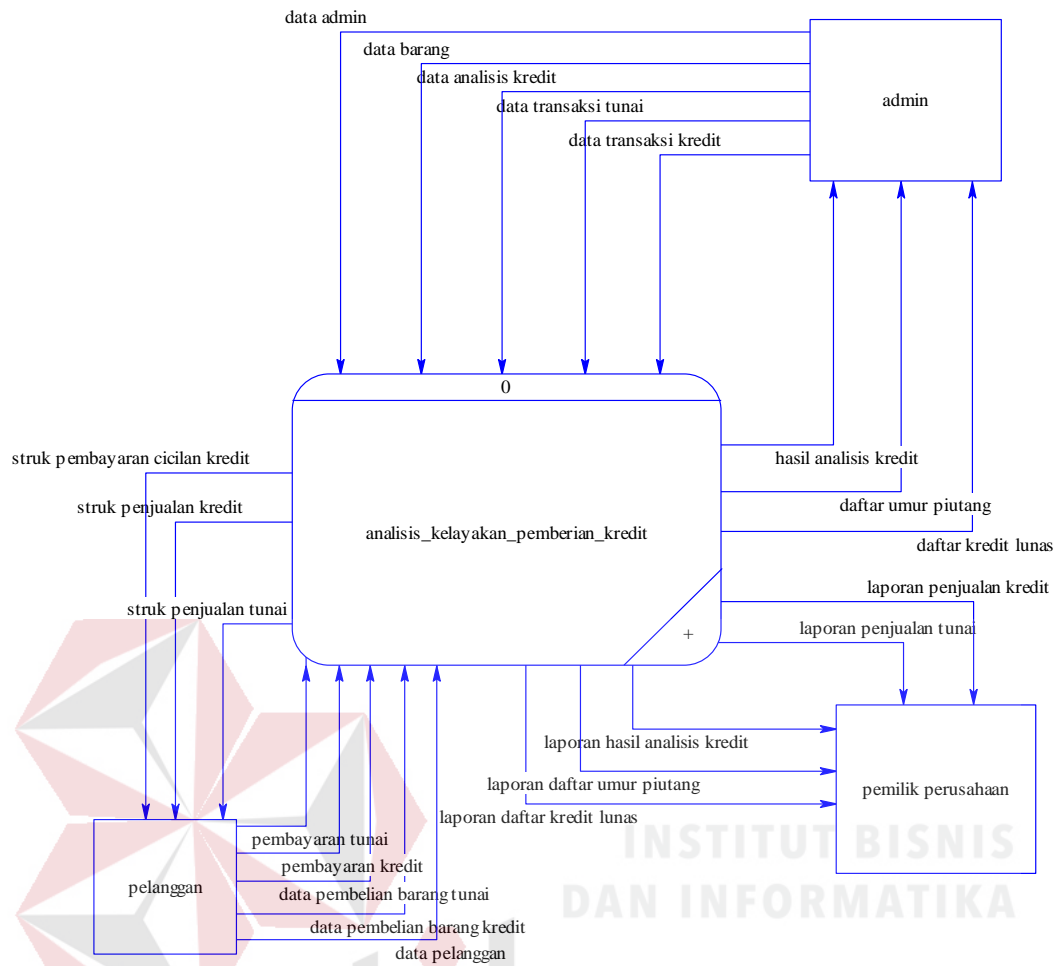 data admin
data barang
data analisis kredit
data transaksi tunai
data transaksi kredit
admin
0
analisis_kelayakan_pemberian_kredit
+
struk pembayaran cicilan kredit
struk penjualan kredit
struk penjualan tunai
hasil analisis kredit
daftar umur piutang
daftar kredit lunas
laporan penjualan kredit
laporan penjualan tunai
laporan hasil analisis kredit
laporan daftar umur piutang
laporan daftar kredit lunas
pemilik perusahaan
pelanggan
pembayaran tunai
pembayaran kredit
data pembelian barang tunai
data pembelian barang kredit
data pelanggan
INSTITUT BISNIS
DAN INFORMATIKA